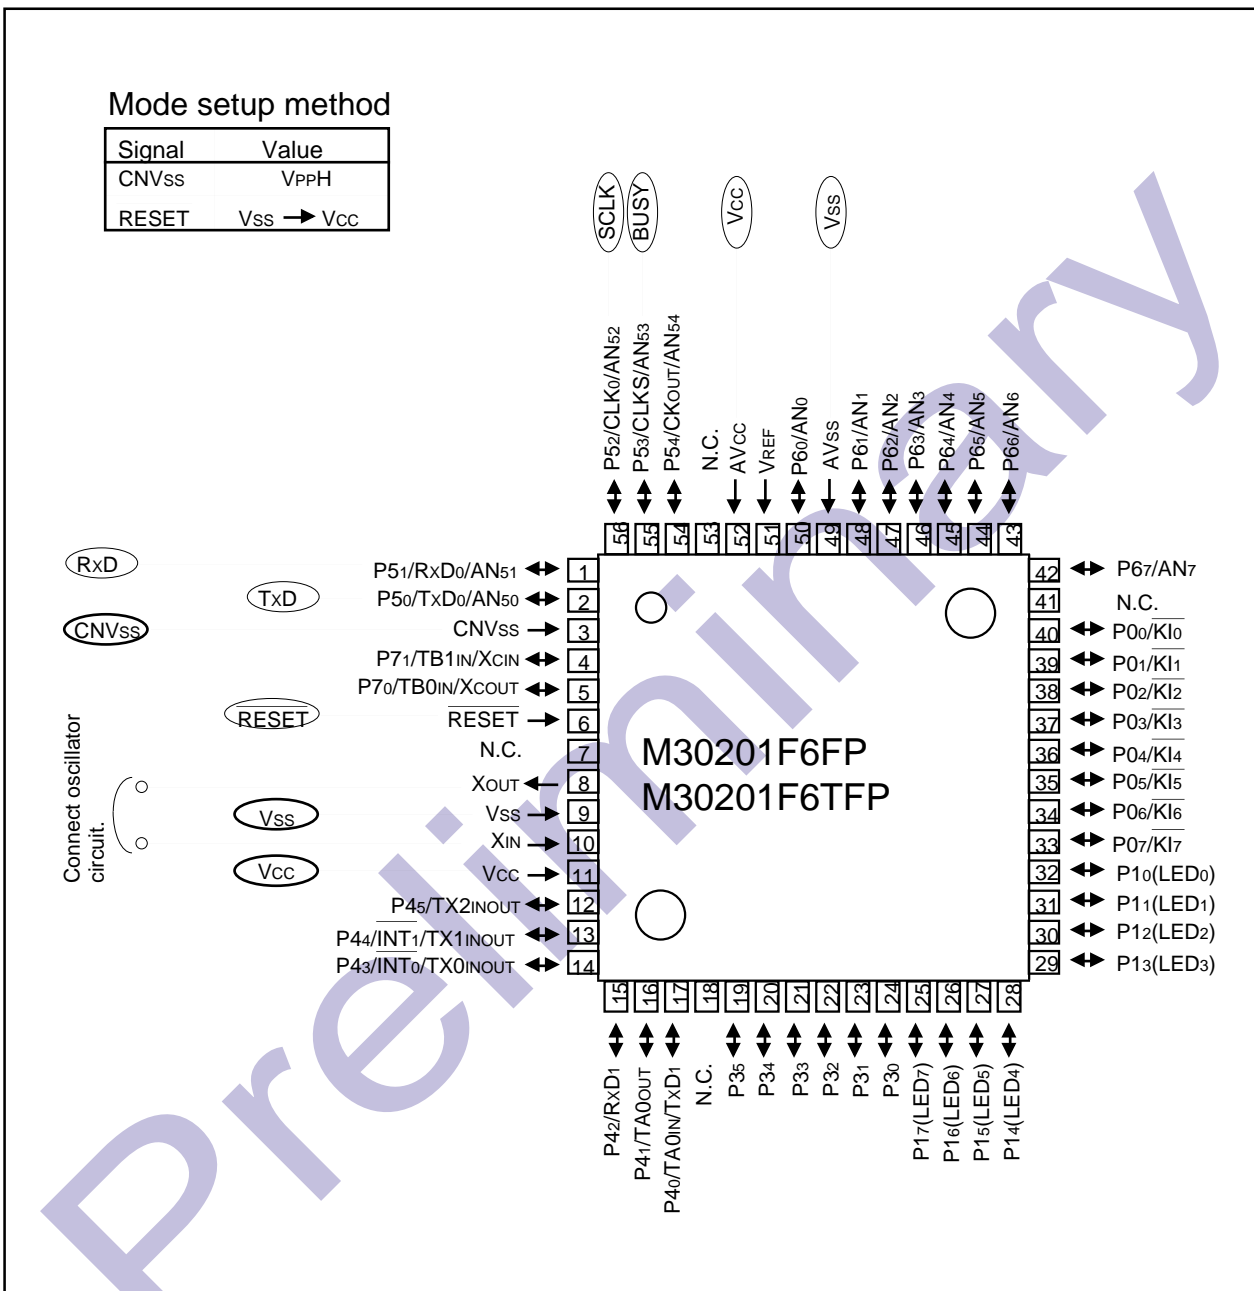 Mode setup method
Signal Value
CNVss VPPH
RESET Vss → Vcc
SCLK
BUSY
Vcc
Vss
P52/CLK0/AN52
P53/CLKS/AN53
P54/CKOUT/AN54
N.C.
AVCC
VREF
P60/AN0
AVSS
P61/AN1
P62/AN2
P63/AN3
P64/AN4
P65/AN5
P66/AN6
56 55 54 53 52 51 50 49 48 47 46 45 44 43
RxD
TxD
CNVss
RESET
Connect oscillator
circuit.
Vss
Vcc
P51/RxD0/AN51 1
P50/TxD0/AN50 2
CNVss 3
P71/TB1IN/XCIN 4
P70/TB0IN/XCOUT 5
RESET 6
N.C. 7
XOUT 8
Vss 9
XIN 10
Vcc 11
P45/TX2INOUT 12
P44/INT1/TX1INOUT 13
P43/INT0/TX0INOUT 14
M30201F6FP
M30201F6TFP
42 P67/AN7
41 N.C.
40 P00/KI0
39 P01/KI1
38 P02/KI2
37 P03/KI3
36 P04/KI4
35 P05/KI5
34 P06/KI6
33 P07/KI7
32 P10(LED0)
31 P11(LED1)
30 P12(LED2)
29 P13(LED3)
15 16 17 18 19 20 21 22 23 24 25 26 27 28
P42/RxD1
P41/TA0OUT
P40/TA0IN/TxD1
N.C.
P35
P34
P33
P32
P31
P30
P17(LED7)
P16(LED6)
P15(LED5)
P14(LED4)
Preliminary